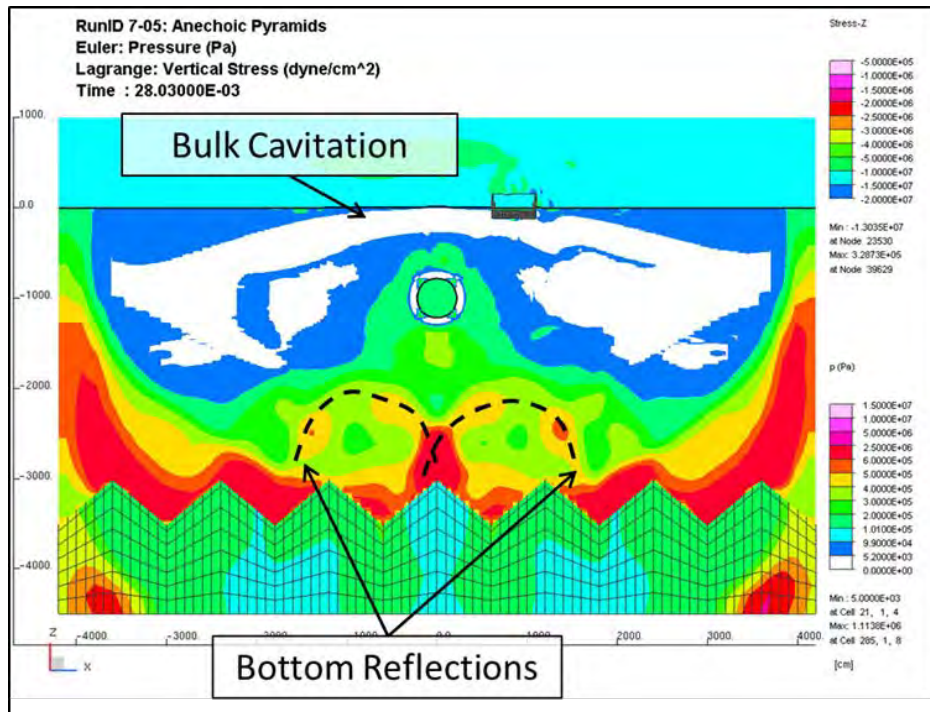 RunID 7-05: Anechoic Pyramids
Euler: Pressure (Pa)
Lagrange: Vertical Stress (dyne/cm^2)
Time : 28.03000E-03
Stress-Z
-5.0000E+05
-1.0000E+06
-1.5000E+06
-2.0000E+06
-3.0000E+06
-4.0000E+06
-5.0000E+06
-1.0000E+07
-1.5000E+07
-2.0000E+07
Min : -1.3035E+07
at Node 23530
Max: 3.2873E+05
at Node 39629
1000.
0.0
-1000.
-2000.
-3000.
-4000.
Bulk Cavitation
p (Pa)
1.5000E+07
1.0000E+07
5.0000E+06
2.5000E+06
6.0000E+05
5.0000E+05
4.0000E+05
3.0000E+05
2.0000E+05
1.0100E+05
9.9000E+04
5.2000E+03
0.0000E+00
Min : 5.0000E+03
at Cell 21, 1, 4
Max: 1.1138E+06
at Cell 285, 1, 8
[cm]
Z
X
-4000.
-3000.
-2000.
-1000.
0.0
1000.
2000.
3000.
4000.
Bottom Reflections